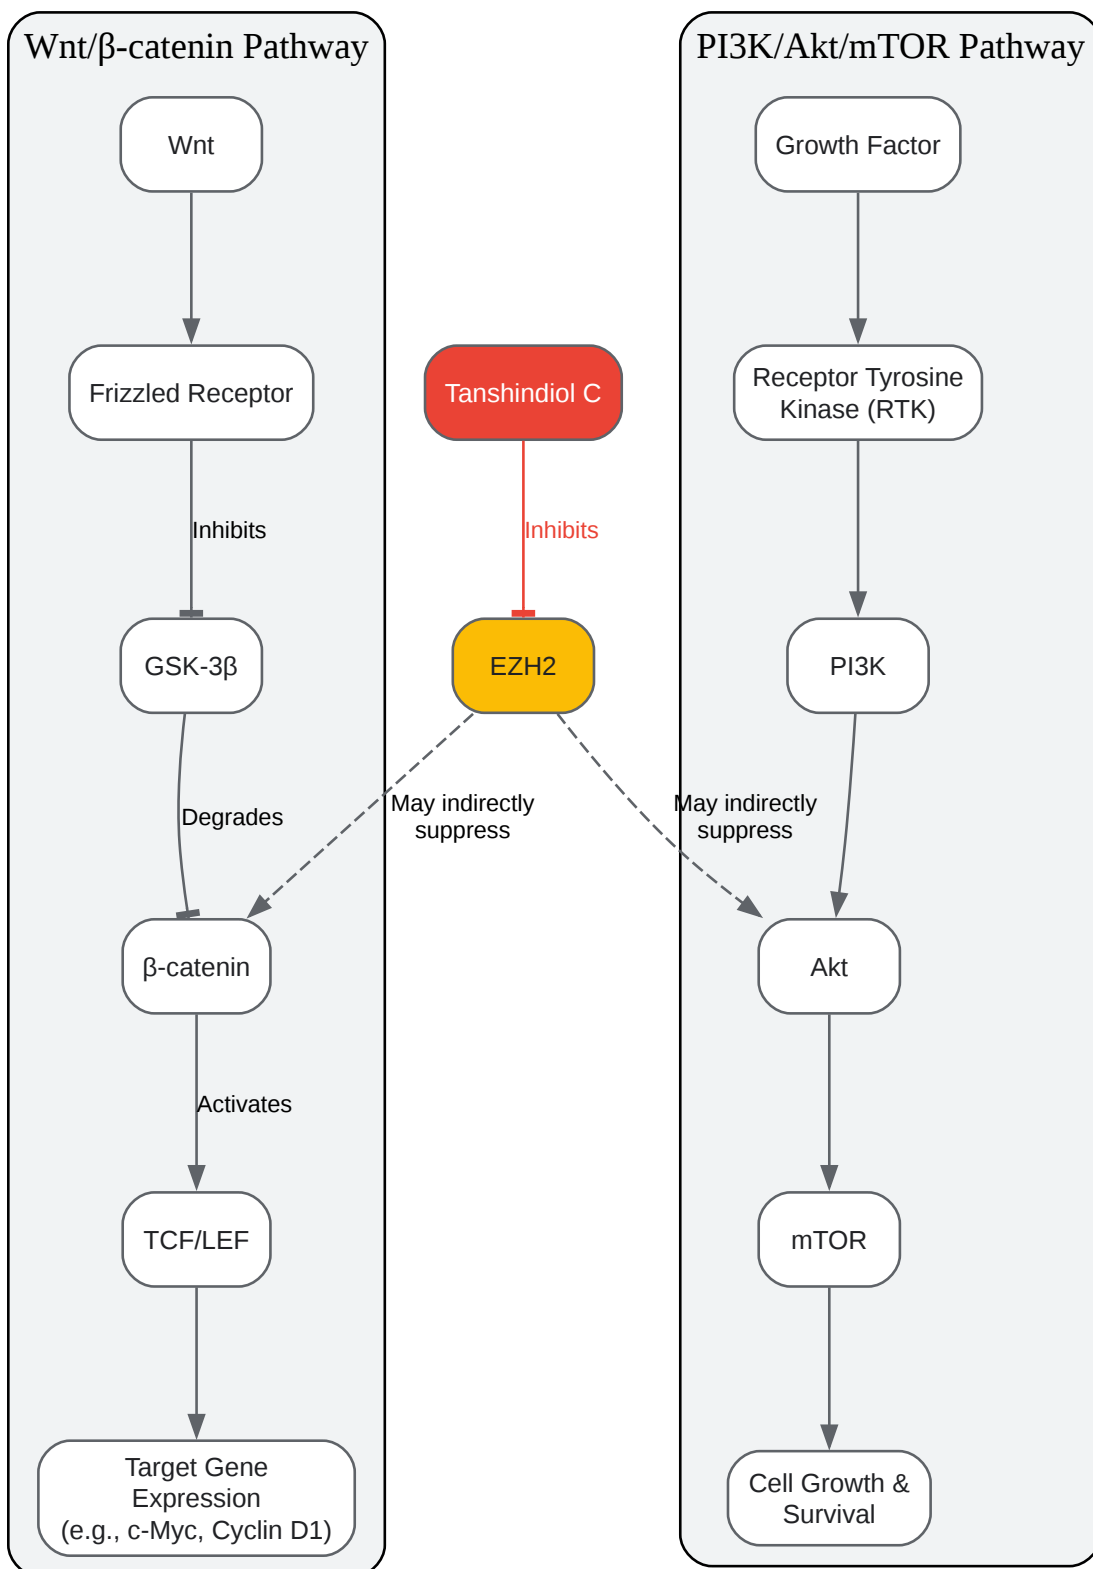 Wnt/β-catenin Pathway
Wnt
Frizzled Receptor
Inhibits
GSK-3β
Degrades
β-catenin
Activates
TCF/LEF
Target Gene
Expression
(e.g., c-Myc, Cyclin D1)
Tanshindiol C
Inhibits
EZH2
May indirectly
suppress
May indirectly
suppress
PI3K/Akt/mTOR Pathway
Growth Factor
Receptor Tyrosine
Kinase (RTK)
PI3K
Akt
mTOR
Cell Growth &
Survival